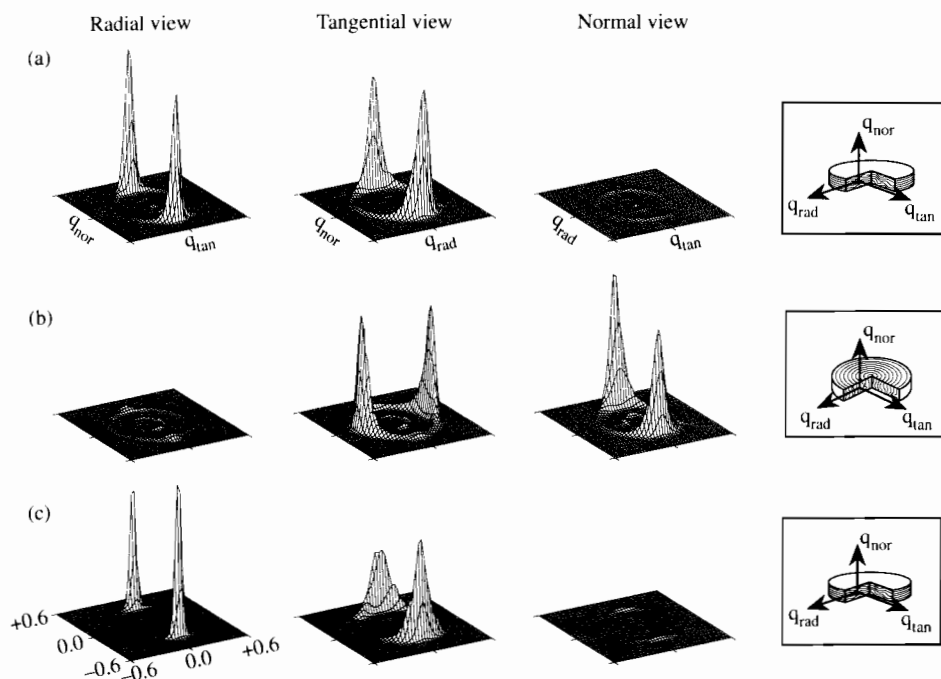 Radial view Tangential view Normal view
(a)
q_nor q_tan q_nor q_rad q_rad q_tan
q_nor
q_rad q_tan
(b)
q_nor
q_rad q_tan
(c)
+0.6 0.0 −0.6 −0.6 0.0 +0.6
q_nor
q_rad q_tan